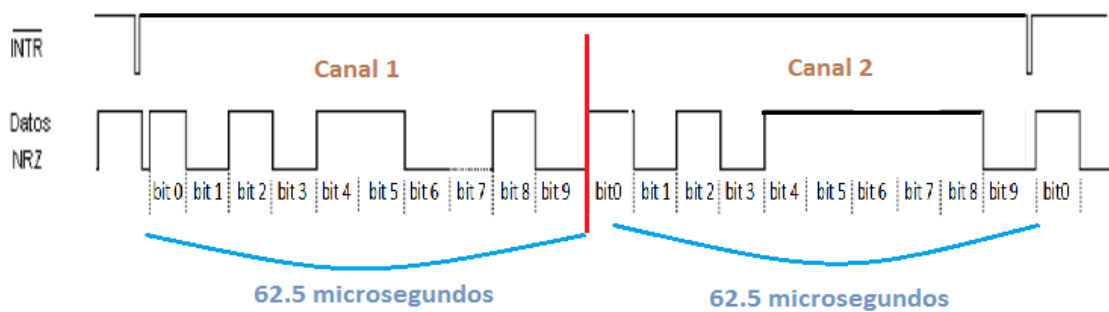 INTR
Canal 1
Canal 2
Datos
NRZ
bit 0 bit 1 bit 2 bit 3 bit 4 bit 5 bit 6 bit 7 bit 8 bit 9 bit0 bit 1 bit 2 bit 3 bit 4 bit 5 bit 6 bit 7 bit 8 bit 9 bit0
62.5 microsegundos
62.5 microsegundos